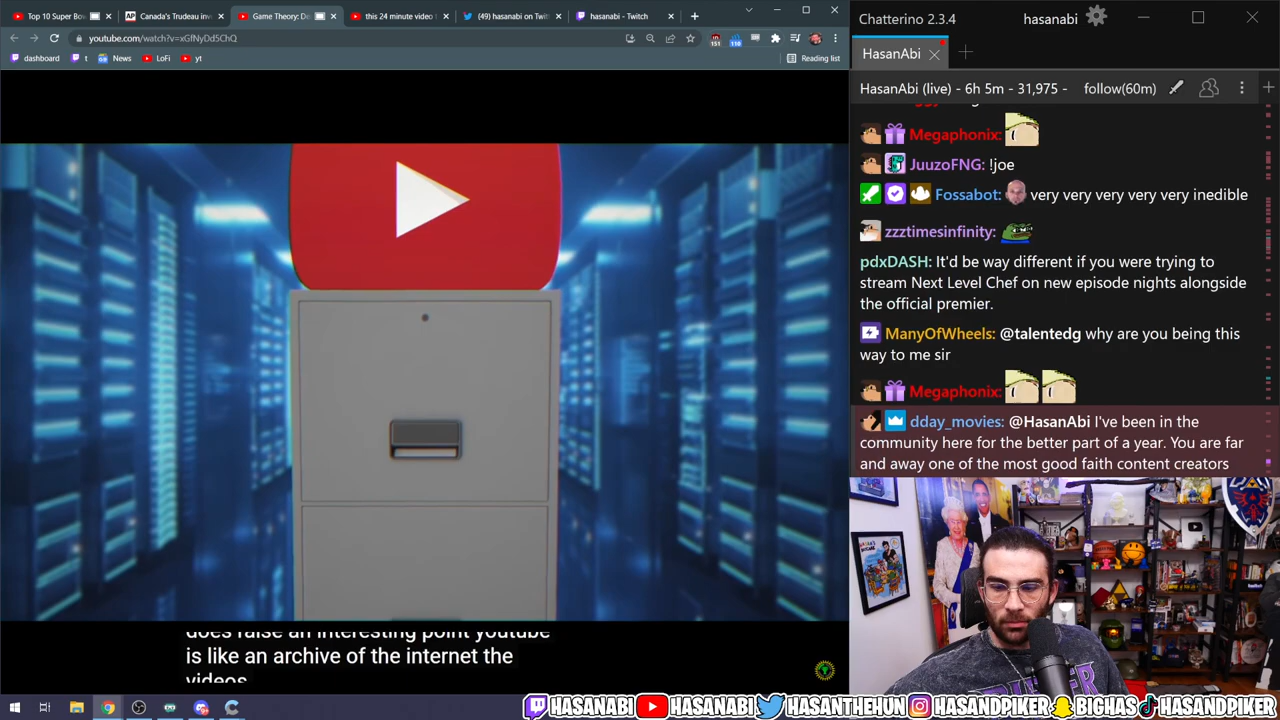 Top 10 Super Bow
Canada's Trudeau inv
Game Theory: De
this 24 minute video
(49) hasanabi on Twit
hasanabi - Twitch
youtube.com/watch?v=xGfNyDd5ChQ
dashboard
t
News
LoFi
yt
Reading list
does raise an interesting point youtube
is like an archive of the internet the
videos
Chatterino 2.3.4
hasanabi
HasanAbi
HasanAbi (live) - 6h 5m - 31,975 -
follow(60m)
Megaphonix:
JuuzoFNG: !joe
Fossabot: very very very very very inedible
zzztimesinfinity:
pdxDASH: It'd be way different if you were trying to
stream Next Level Chef on new episode nights alongside
the official premier.
ManyOfWheels: @talentedg why are you being this
way to me sir
Megaphonix:
dday_movies: @HasanAbi I've been in the
community here for the better part of a year. You are far
and away one of the most good faith content creators
HASANABI HASANABI HASANTHEHUN HASANDPIKER BIGHAS HASANDPIKER